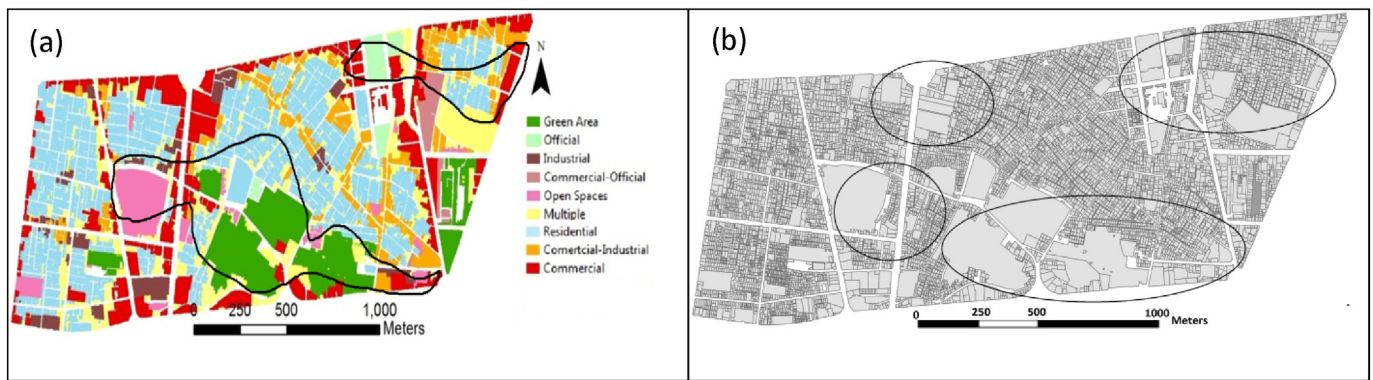 (a)
N
Green Area
Official
Industrial
Commercial-Official
Open Spaces
Multiple
Residential
Comertcial-Industrial
Commercial
0 250 500 1,000
Meters
(b)
0 250 500 1000
Meters